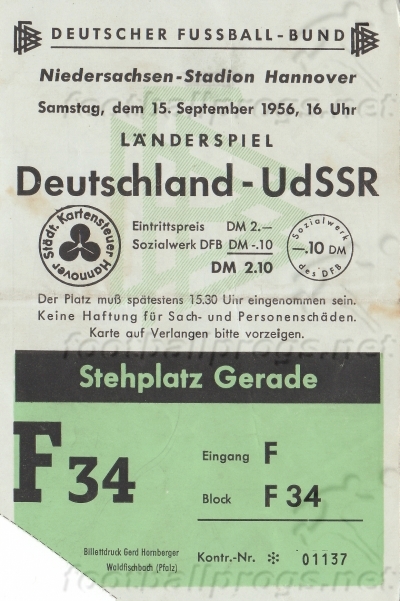 DEUTSCHER FUSSBALL-BUND
Niedersachsen-Stadion Hannover
Samstag, dem 15. September 1956, 16 Uhr
LÄNDERSPIEL
Deutschland - UdSSR
Städt. Kartensteuer Hannover
Eintrittspreis DM 2.—
Sozialwerk DFB DM -.10
DM 2.10
Sozialwerk
—.10 DM
des DFB
Der Platz muß spätestens 15.30 Uhr eingenommen sein.
Keine Haftung für Sach- und Personenschäden.
Karte auf Verlangen bitte vorzeigen.
Stehplatz Gerade
F 34
Eingang F
Block F 34
Billettdruck Gerd Homberger
Waldfischbach (Pfalz)
Kontr.-Nr. ✻ 01137
footballprogs.net